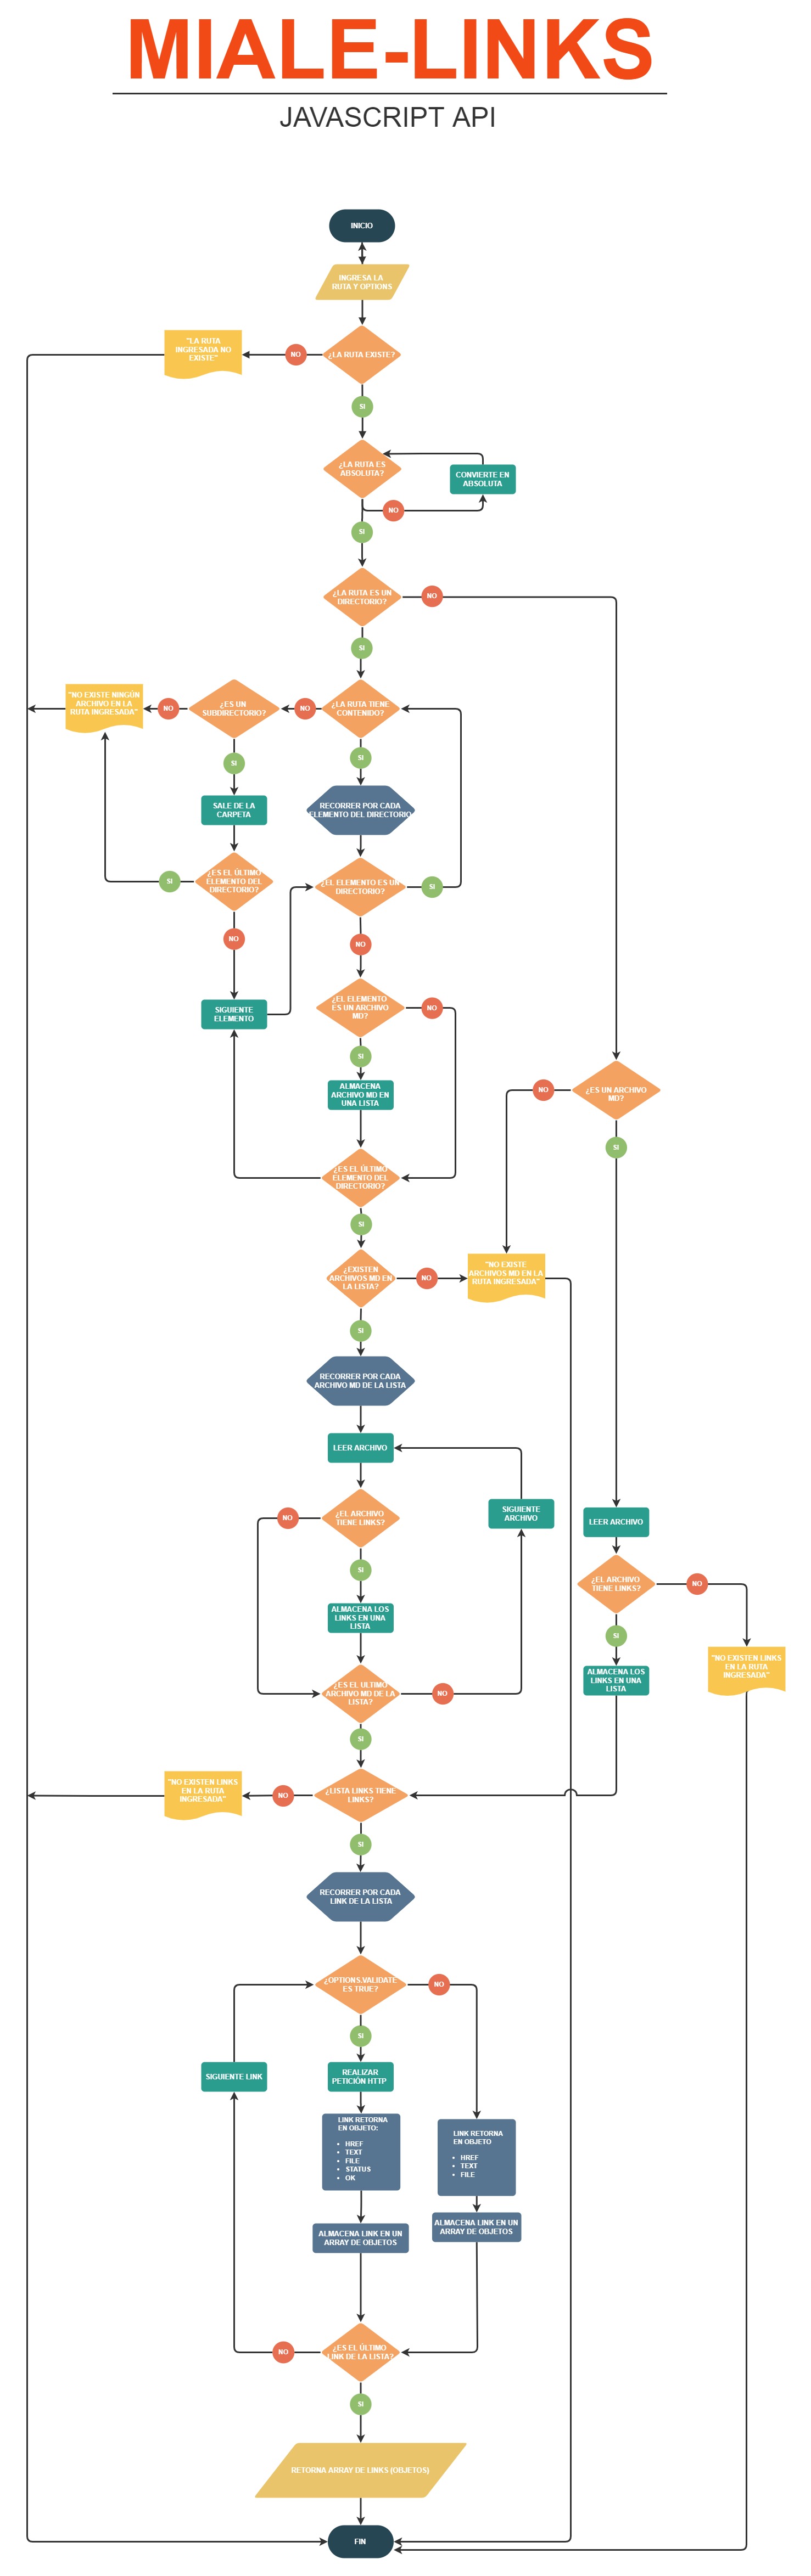 MIALE-LINKS
JAVASCRIPT API
INICIO
INGRESA LA
RUTA Y OPTIONS
"LA RUTA
INGRESADA NO
EXISTE"
NO
¿LA RUTA EXISTE?
SI
¿LA RUTA ES
ABSOLUTA?
CONVIERTE EN
ABSOLUTA
NO
SI
¿LA RUTA ES UN
DIRECTORIO?
NO
SI
"NO EXISTE NINGÚN
ARCHIVO EN LA
RUTA INGRESADA"
NO
¿ES UN
SUBDIRECTORIO?
NO
¿LA RUTA TIENE
CONTENIDO?
SI
SI
SALE DE LA
CARPETA
RECORRER POR CADA
ELEMENTO DEL DIRECTORIO
SI
¿ES EL ÚLTIMO
ELEMENTO DEL
DIRECTORIO?
¿EL ELEMENTO ES UN
DIRECTORIO?
SI
NO
NO
SIGUIENTE
ELEMENTO
¿EL ELEMENTO
ES UN ARCHIVO
MD?
NO
SI
ALMACENA
ARCHIVO MD EN
UNA LISTA
NO
¿ES UN ARCHIVO
MD?
SI
¿ES EL ÚLTIMO
ELEMENTO DEL
DIRECTORIO?
SI
¿EXISTEN
ARCHIVOS MD EN
LA LISTA?
NO
"NO EXISTE
ARCHIVOS MD EN LA
RUTA INGRESADA"
SI
RECORRER POR CADA
ARCHIVO MD DE LA LISTA
LEER ARCHIVO
NO
¿EL ARCHIVO
TIENE LINKS?
SIGUIENTE
ARCHIVO
LEER ARCHIVO
SI
¿EL ARCHIVO
TIENE LINKS?
NO
ALMACENA LOS
LINKS EN UNA
LISTA
SI
"NO EXISTEN LINKS
EN LA RUTA
INGRESADA"
ALMACENA LOS
LINKS EN UNA
LISTA
¿ES EL ULTIMO
ARCHIVO MD DE LA
LISTA?
NO
SI
"NO EXISTEN LINKS
EN LA RUTA
INGRESADA"
NO
¿LISTA LINKS TIENE
LINKS?
SI
RECORRER POR CADA
LINK DE LA LISTA
¿OPTIONS.VALIDATE
ES TRUE?
NO
SI
SIGUIENTE LINK
REALIZAR
PETICIÓN HTTP
LINK RETORNA
EN OBJETO:
• HREF
• TEXT
• FILE
• STATUS
• OK
LINK RETORNA
EN OBJETO
• HREF
• TEXT
• FILE
ALMACENA LINK EN UN
ARRAY DE OBJETOS
ALMACENA LINK EN UN
ARRAY DE OBJETOS
NO
¿ES EL ÚLTIMO
LINK DE LA LISTA?
SI
RETORNA ARRAY DE LINKS (OBJETOS)
FIN